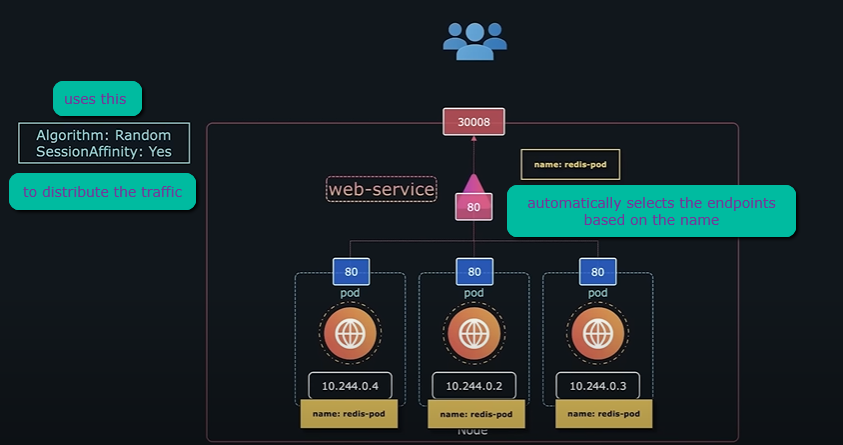 uses this
Algorithm: Random
SessionAffinity: Yes
to distribute the traffic
30008
name: redis-pod
web-service
80
automatically selects the endpoints
based on the name
80
80
80
pod
pod
pod
10.244.0.4
10.244.0.2
10.244.0.3
name: redis-pod
name: redis-pod
name: redis-pod
Node